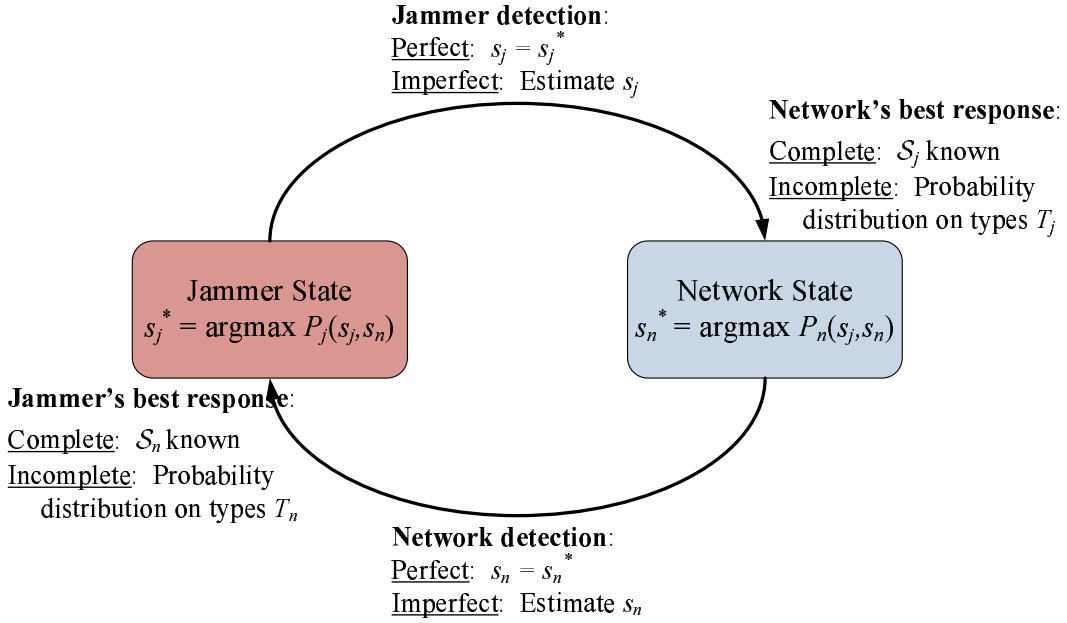 Jammer detection:
Perfect: s_j = s_j^*
Imperfect: Estimate s_j
Network's best response:
Complete: 𝒮_j known
Incomplete: Probability
distribution on types T_j
Jammer State
s_j^* = argmax P_j(s_j,s_n)
Network State
s_n^* = argmax P_n(s_j,s_n)
Jammer's best response:
Complete: 𝒮_n known
Incomplete: Probability
distribution on types T_n
Network detection:
Perfect: s_n = s_n^*
Imperfect: Estimate s_n